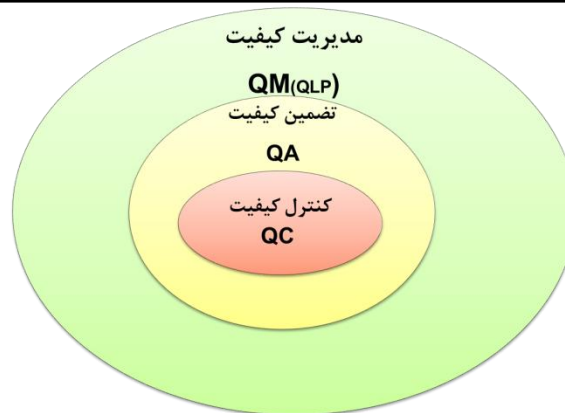 مدیریت کیفیت
QM(QLP)
تضمین کیفیت
QA
کنترل کیفیت
QC